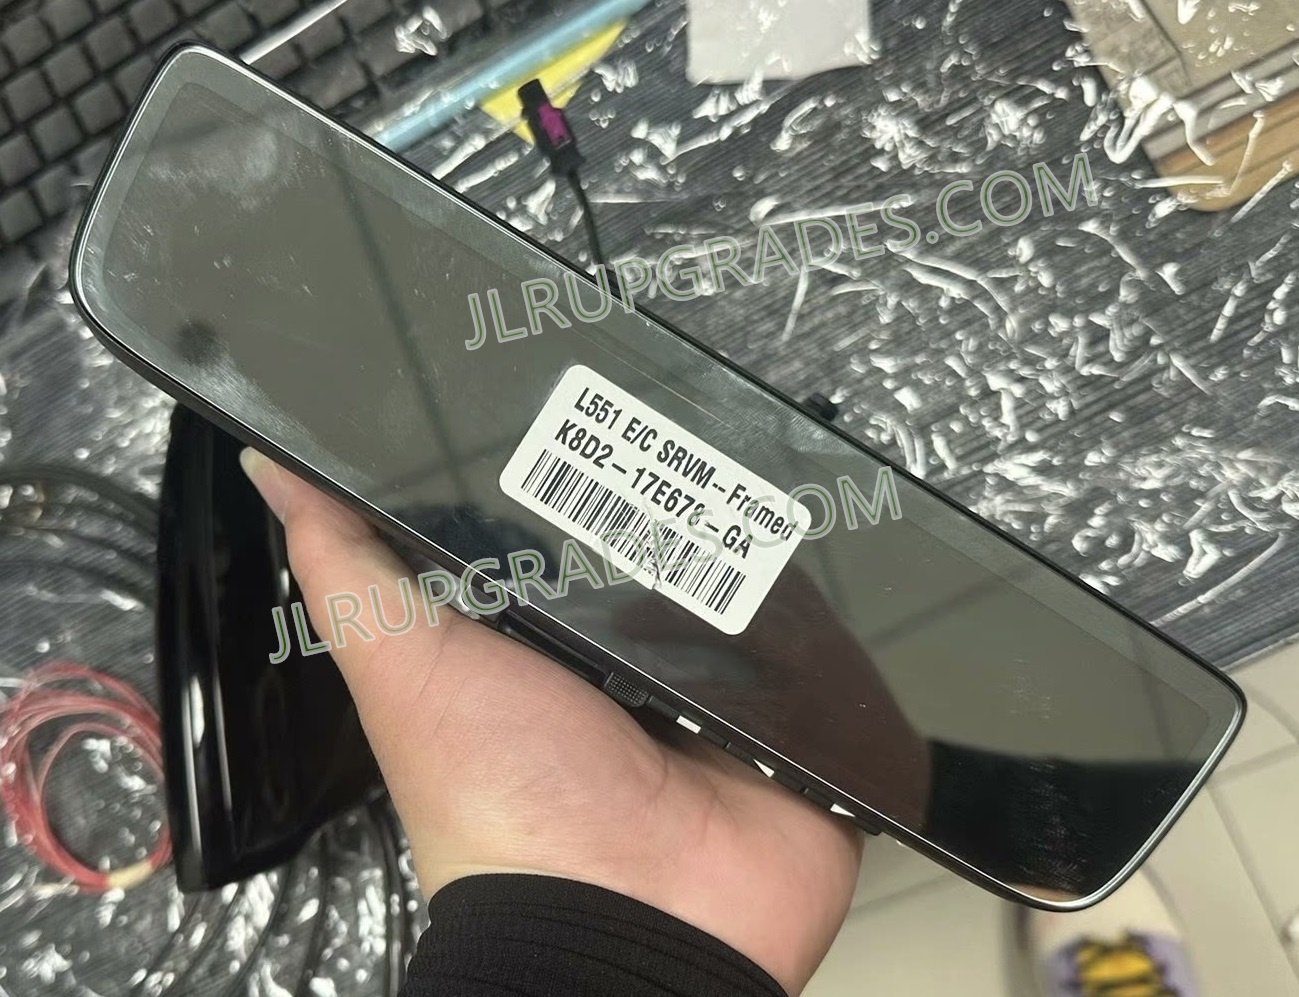 JLRUPGRADES.COM
L551 E/C SRVM--Framed
K8D2-17E678-GA
JLRUPGRADES.COM